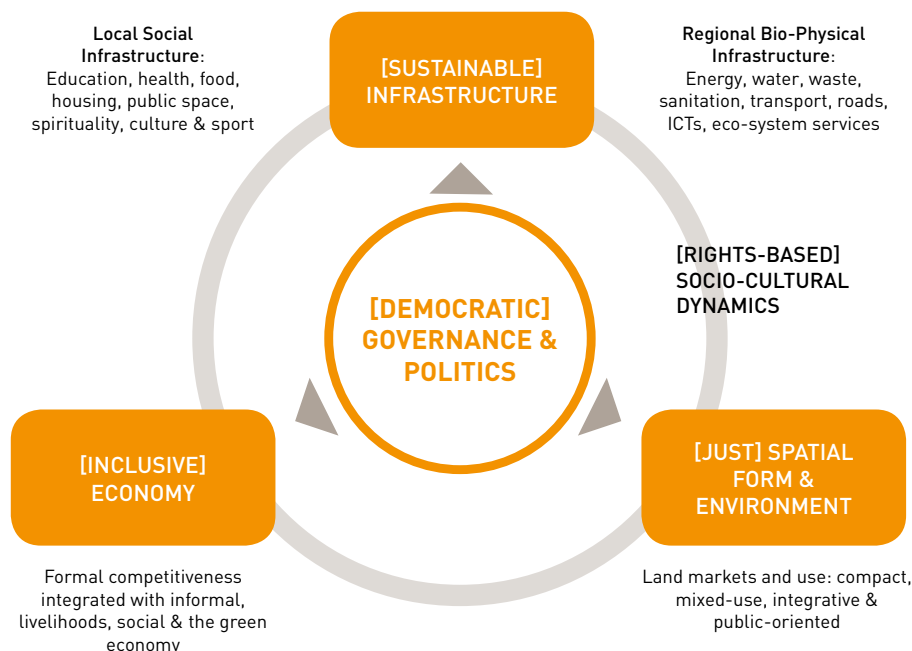 Local Social
Infrastructure:
Education, health, food,
housing, public space,
spirituality, culture & sport
[SUSTAINABLE]
INFRASTRUCTURE
Regional Bio-Physical
Infrastructure:
Energy, water, waste,
sanitation, transport, roads,
ICTs, eco-system services
[RIGHTS-BASED]
SOCIO-CULTURAL
DYNAMICS
[DEMOCRATIC]
GOVERNANCE &
POLITICS
[INCLUSIVE]
ECONOMY
[JUST] SPATIAL
FORM &
ENVIRONMENT
Formal competitiveness
integrated with informal,
livelihoods, social & the green
economy
Land markets and use: compact,
mixed-use, integrative &
public-oriented